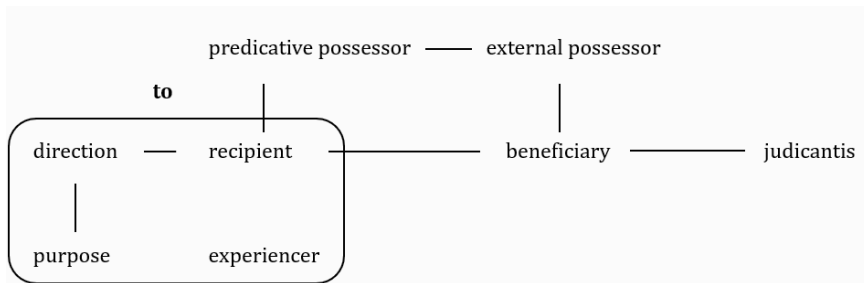 predicative possessor external possessor
to
direction recipient beneficiary judicantis
purpose experiencer